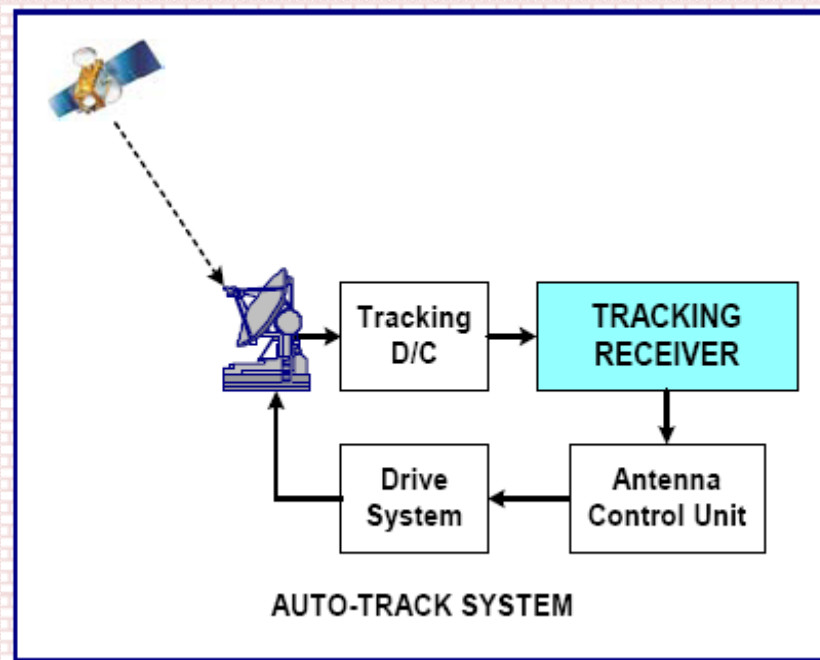 Tracking
D/C
TRACKING
RECEIVER
Drive
System
Antenna
Control Unit
AUTO-TRACK SYSTEM